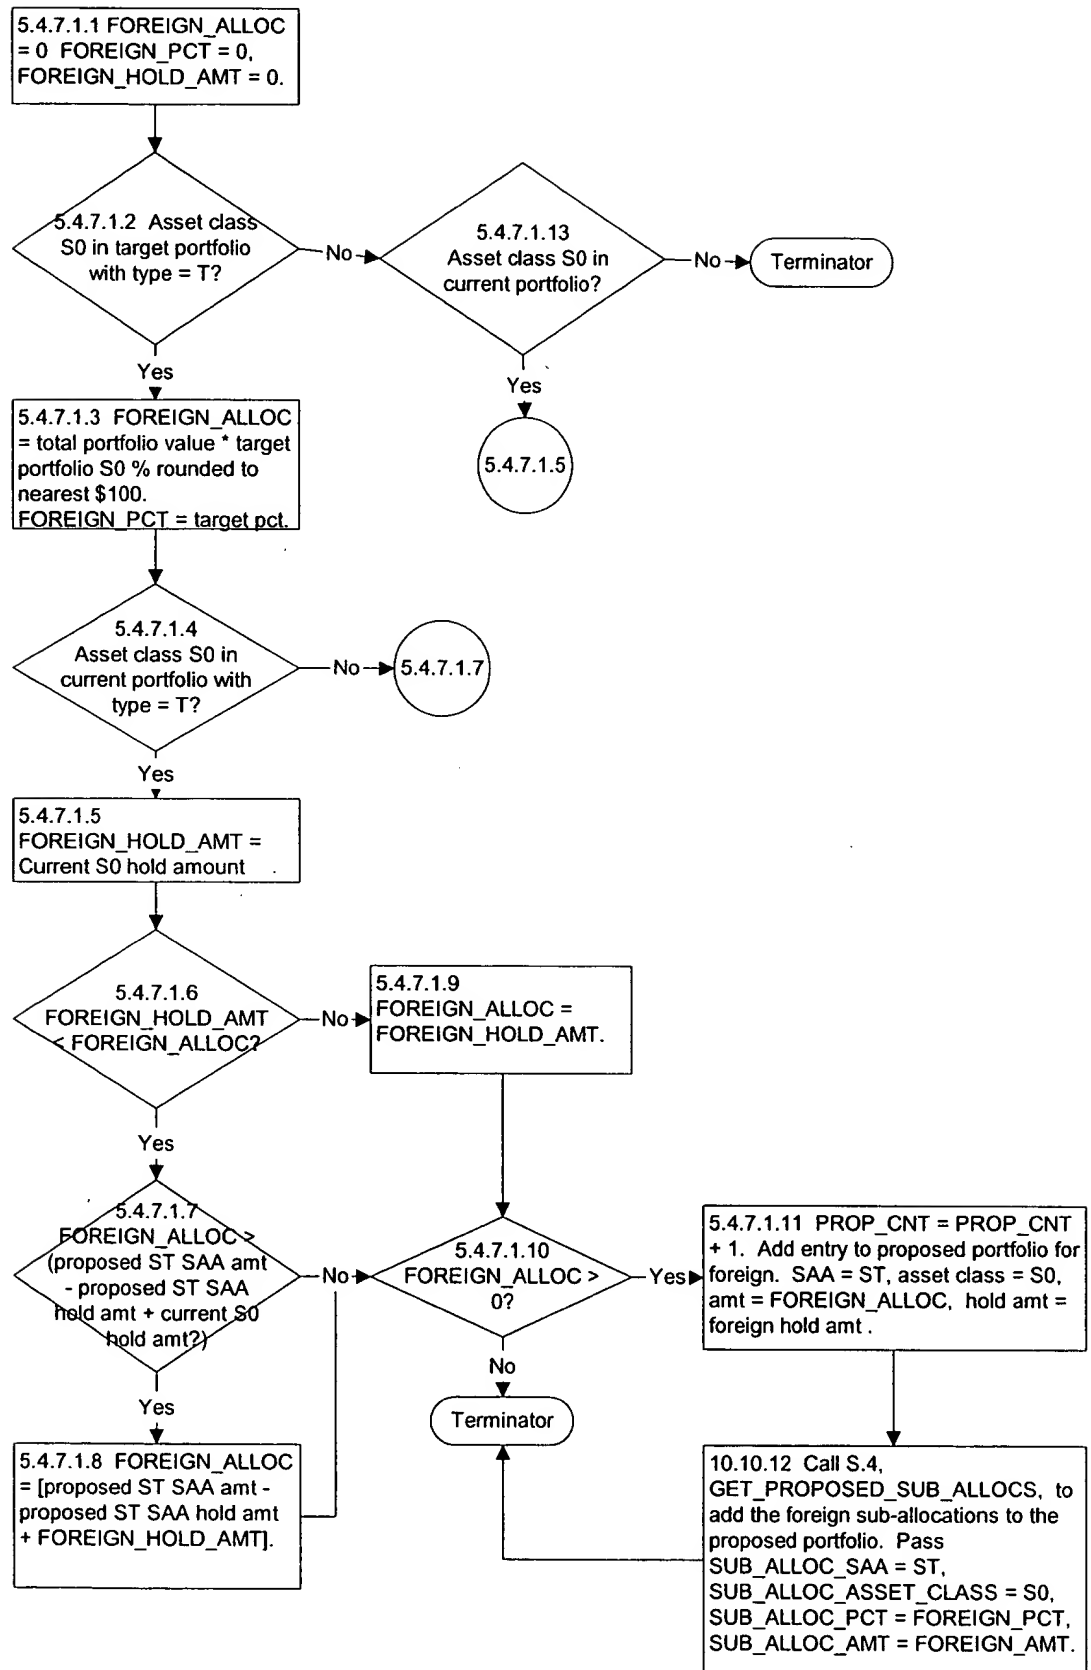 5.4.7.1.1 FOREIGN_ALLOC
= 0 FOREIGN_PCT = 0,
FOREIGN_HOLD_AMT = 0.
5.4.7.1.2 Asset class
S0 in target portfolio
with type = T?
No
5.4.7.1.13
Asset class S0 in
current portfolio?
No
Terminator
Yes
Yes
5.4.7.1.5
5.4.7.1.3 FOREIGN_ALLOC
= total portfolio value * target
portfolio S0 % rounded to
nearest $100.
FOREIGN_PCT = target pct.
5.4.7.1.4
Asset class S0 in
current portfolio with
type = T?
No
5.4.7.1.7
Yes
5.4.7.1.5
FOREIGN_HOLD_AMT =
Current S0 hold amount
5.4.7.1.6
FOREIGN_HOLD_AMT
< FOREIGN_ALLOC?
No
5.4.7.1.9
FOREIGN_ALLOC =
FOREIGN_HOLD_AMT.
Yes
5.4.7.1.7
FOREIGN_ALLOC >
(proposed ST SAA amt
- proposed ST SAA
hold amt + current S0
hold amt?)
No
5.4.7.1.10
FOREIGN_ALLOC >
0?
Yes
5.4.7.1.11 PROP_CNT = PROP_CNT
+ 1. Add entry to proposed portfolio for
foreign. SAA = ST, asset class = S0,
amt = FOREIGN_ALLOC, hold amt =
foreign hold amt .
No
Terminator
Yes
5.4.7.1.8 FOREIGN_ALLOC
= [proposed ST SAA amt -
proposed ST SAA hold amt
+ FOREIGN_HOLD_AMT].
10.10.12 Call S.4,
GET_PROPOSED_SUB_ALLOCS, to
add the foreign sub-allocations to the
proposed portfolio. Pass
SUB_ALLOC_SAA = ST,
SUB_ALLOC_ASSET_CLASS = S0,
SUB_ALLOC_PCT = FOREIGN_PCT,
SUB_ALLOC_AMT = FOREIGN_AMT.